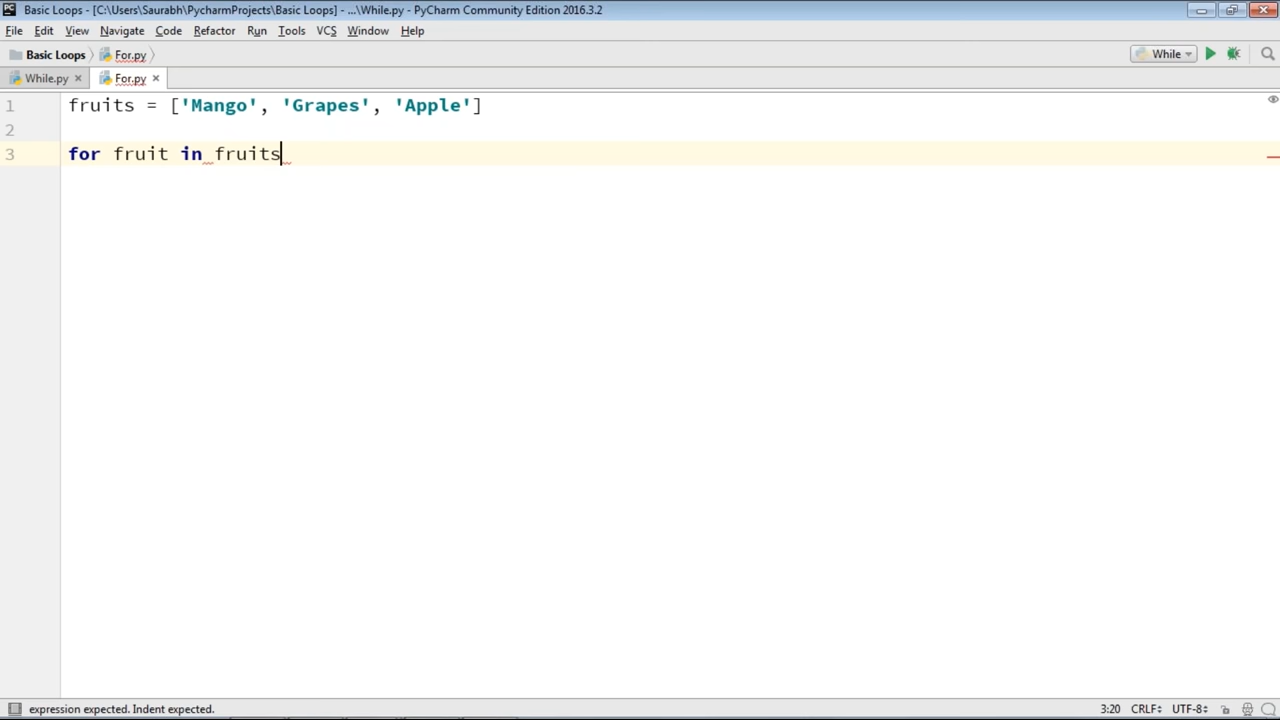 Basic Loops - [C:\Users\Saurabh\PycharmProjects\Basic Loops] - ...\While.py - PyCharm Community Edition 2016.3.2
File Edit View Navigate Code Refactor Run Tools VCS Window Help
Basic Loops For.py While
While.py For.py
1 fruits = ['Mango', 'Grapes', 'Apple']
2
3 for fruit in fruits
expression expected. Indent expected. 3:20 CRLF UTF-8